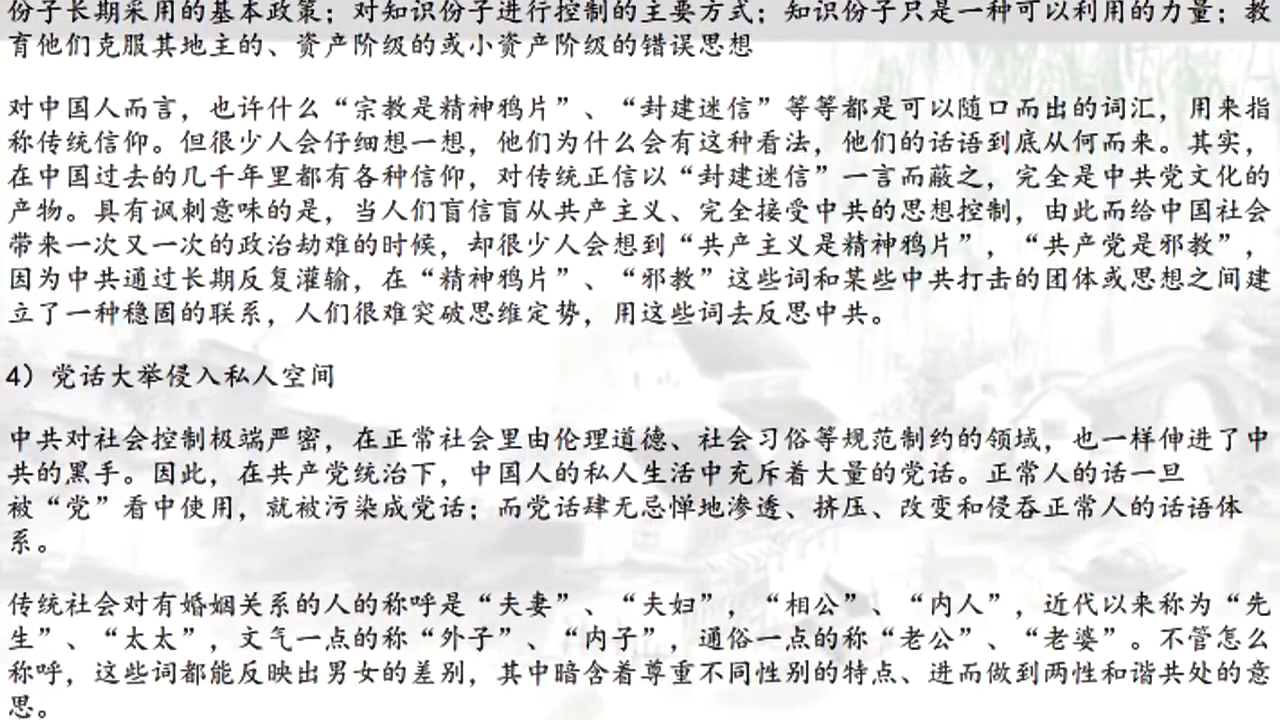 份子长期采用的基本政策；对知识份子进行控制的主要方式；知识份子只是一种可以利用的力量；教
育他们克服其地主的、资产阶级的或小资产阶级的错误思想
对中国人而言，也许什么“宗教是精神鸦片”、“封建迷信”等等都是可以随口而出的词汇，用来指
称传统信仰。但很少人会仔细想一想，他们为什么会有这种看法，他们的话语到底从何而来。其实，
在中国过去的几千年里都有各种信仰，对传统正信以“封建迷信”一言而蔽之，完全是中共党文化的
产物。具有讽刺意味的是，当人们盲信盲从共产主义、完全接受中共的思想控制，由此而给中国社会
带来一次又一次的政治劫难的时候，却很少人会想到“共产主义是精神鸦片”，“共产党是邪教”，
因为中共通过长期反复灌输，在“精神鸦片”、“邪教”这些词和某些中共打击的团体或思想之间建
立了一种稳固的联系，人们很难突破思维定势，用这些词去反思中共。
4）党话大举侵入私人空间
中共对社会控制极端严密，在正常社会里由伦理道德、社会习俗等规范制约的领域，也一样伸进了中
共的黑手。因此，在共产党统治下，中国人的私人生活中充斥着大量的党话。正常人的话一旦
被“党”看中使用，就被污染成党话；而党话肆无忌惮地渗透、挤压、改变和侵吞正常人的话语体
系。
传统社会对有婚姻关系的人的称呼是“夫妻”、“夫妇”，“相公”、“内人”，近代以来称为“先
生”、“太太”，文气一点的称“外子”、“内子”，通俗一点的称“老公”、“老婆”。不管怎么
称呼，这些词都能反映出男女的差别，其中暗含着尊重不同性别的特点、进而做到两性和谐共处的意
思。